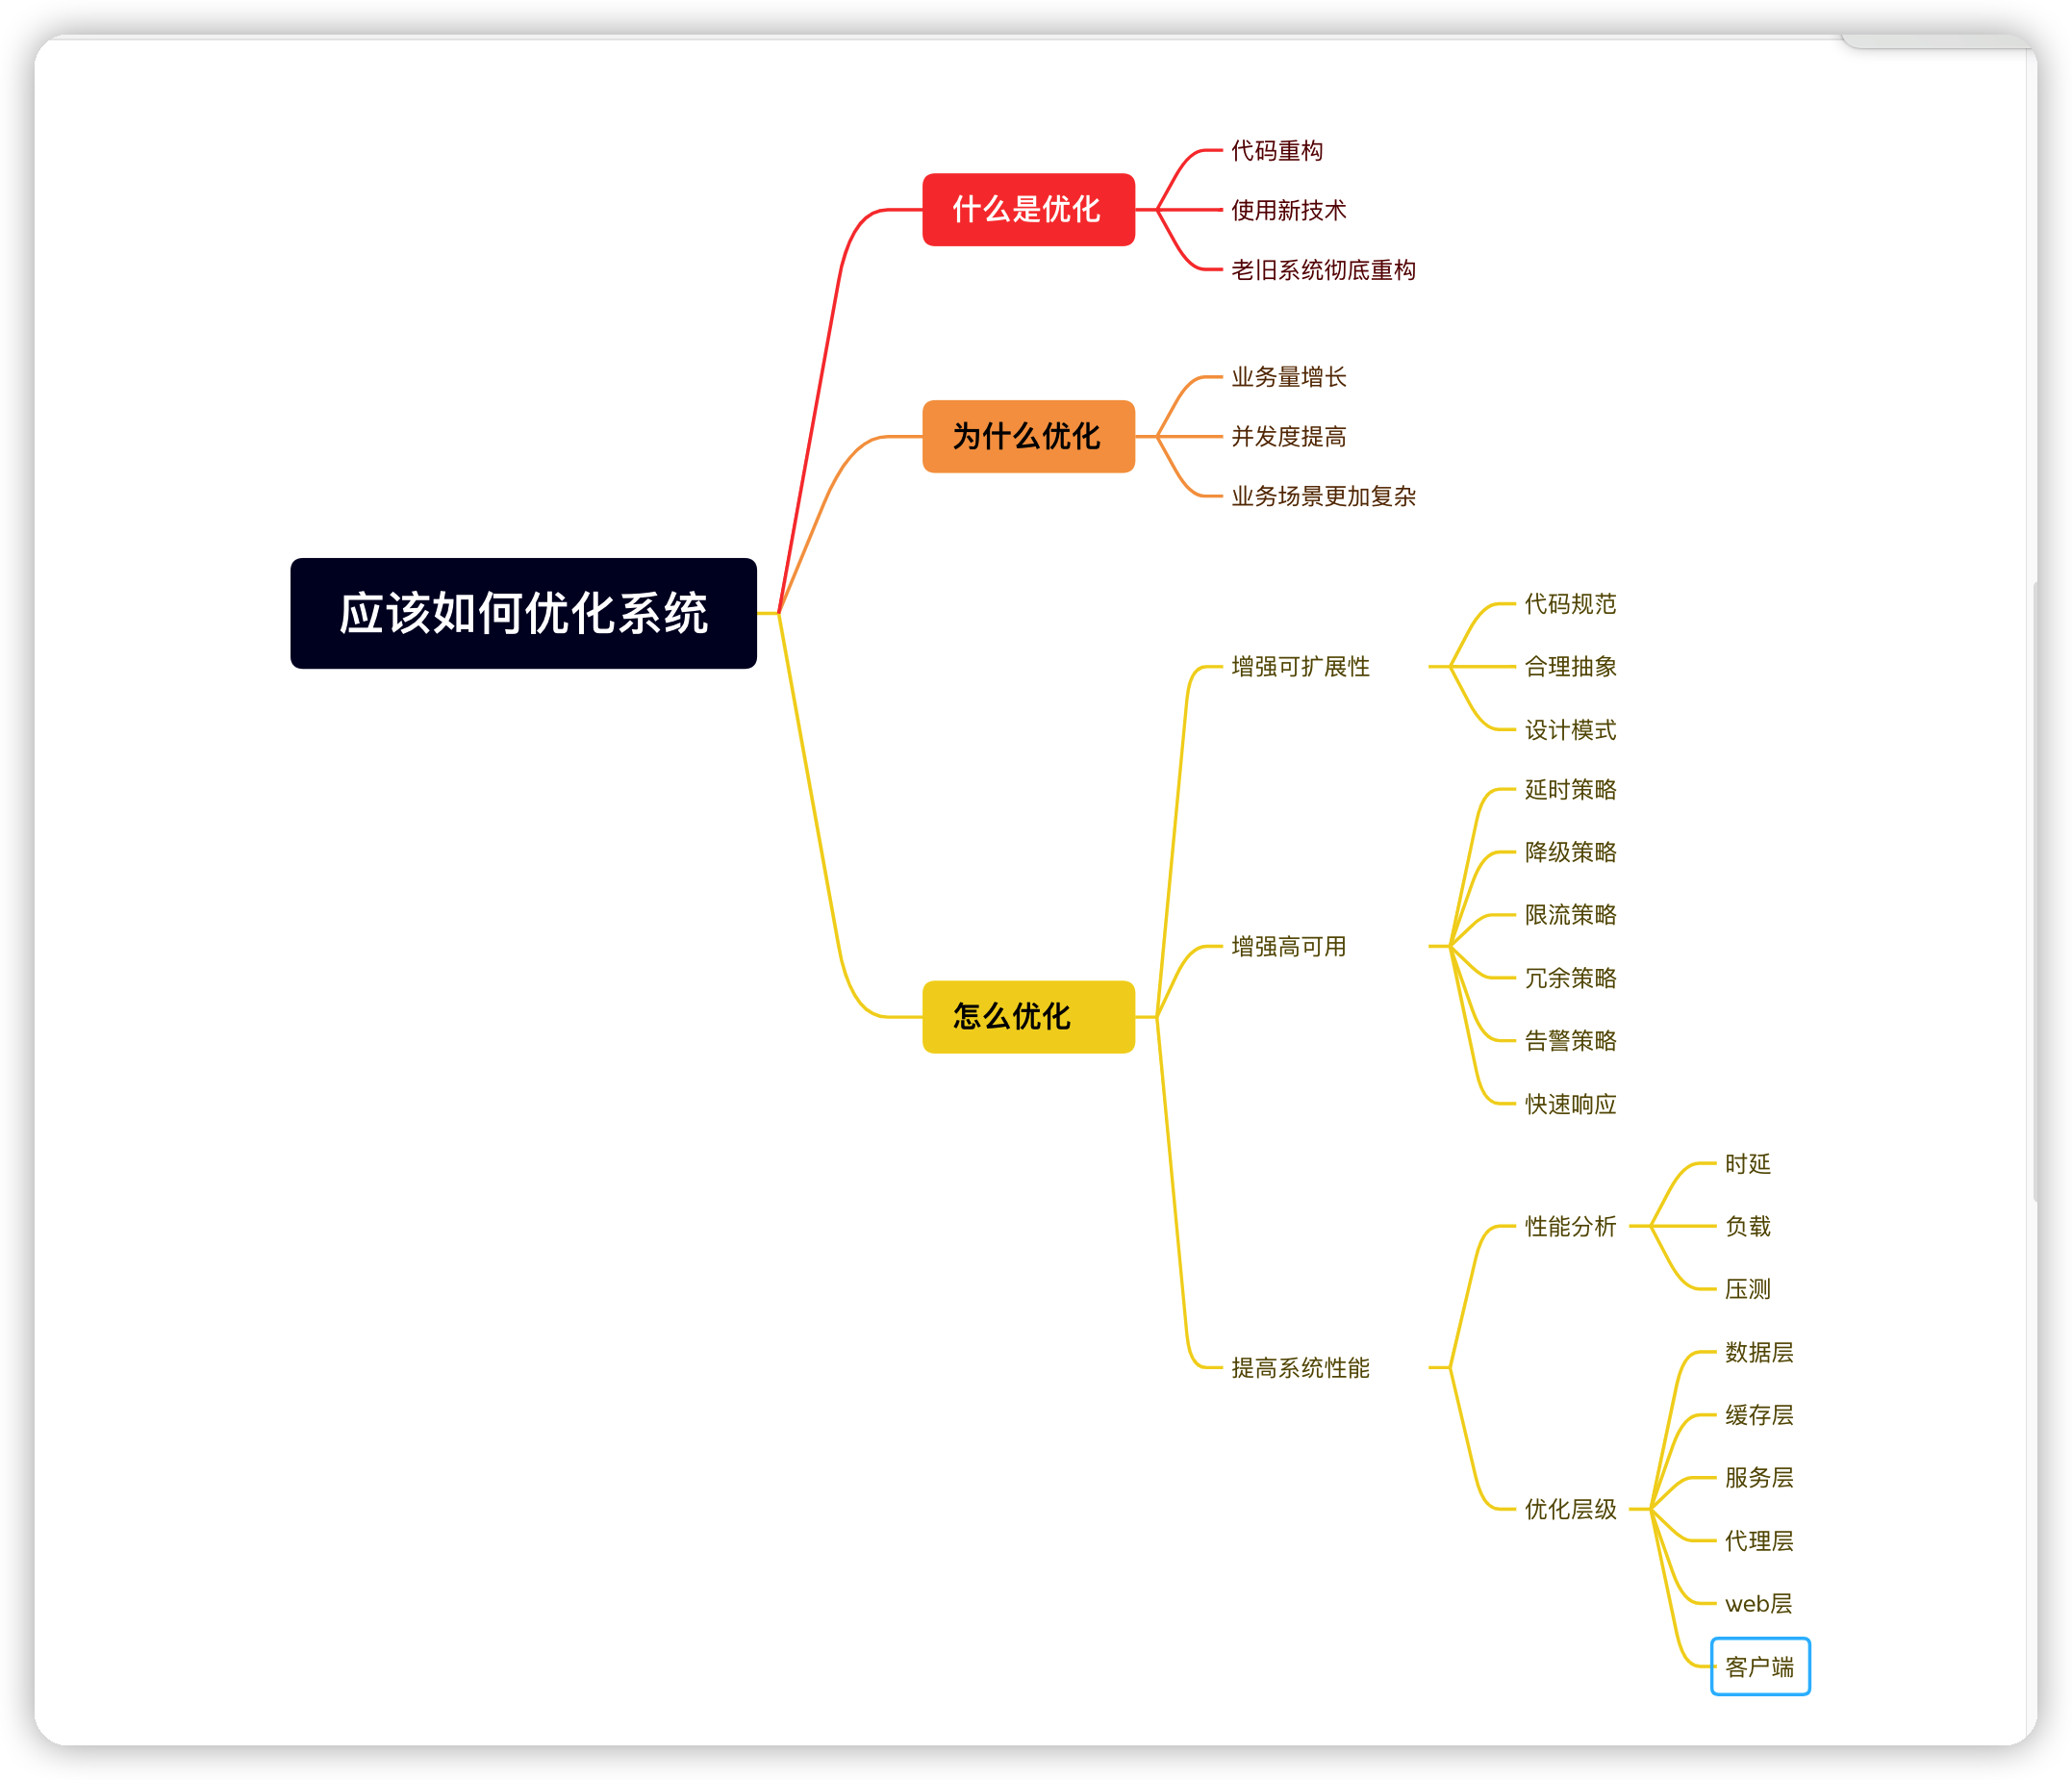 应该如何优化系统
什么是优化
代码重构
使用新技术
老旧系统彻底重构
为什么优化
业务量增长
并发度提高
业务场景更加复杂
怎么优化
增强可扩展性
代码规范
合理抽象
设计模式
增强高可用
延时策略
降级策略
限流策略
冗余策略
告警策略
快速响应
提高系统性能
性能分析
时延
负载
压测
优化层级
数据层
缓存层
服务层
代理层
web层
客户端